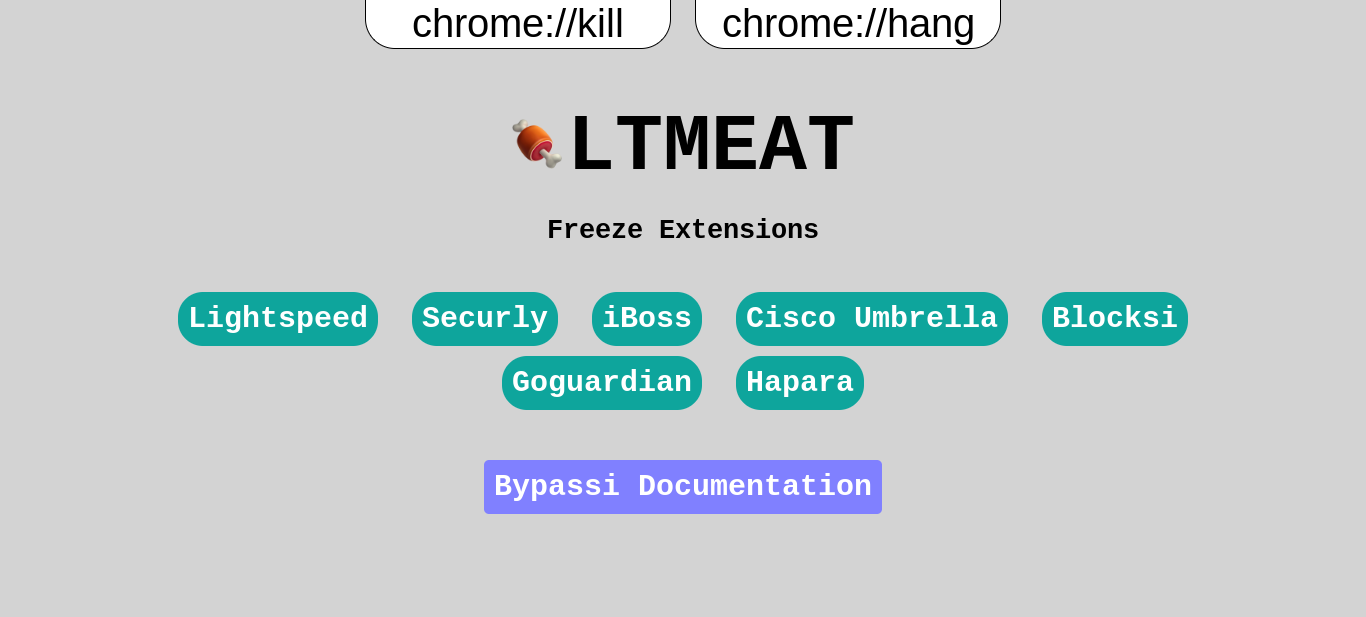 chrome://kill chrome://hang
🍖LTMEAT
Freeze Extensions
Lightspeed Securly iBoss Cisco Umbrella Blocksi
Goguardian Hapara
Bypassi Documentation